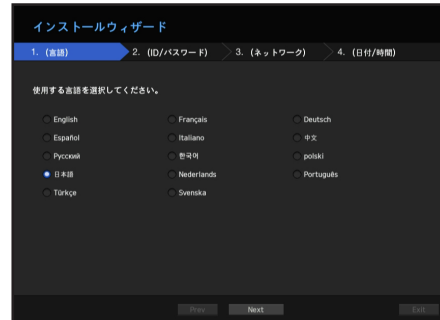 インストールウィザード
1. (言語) 2. (ID/パスワード) 3. (ネットワーク) 4. (日付/時間)
使用する言語を選択してください。
English Français Deutsch
Español Italiano 中文
Русский 한국어 polski
日本語 Nederlands Português
Türkçe Svenska
Prev Next Exit